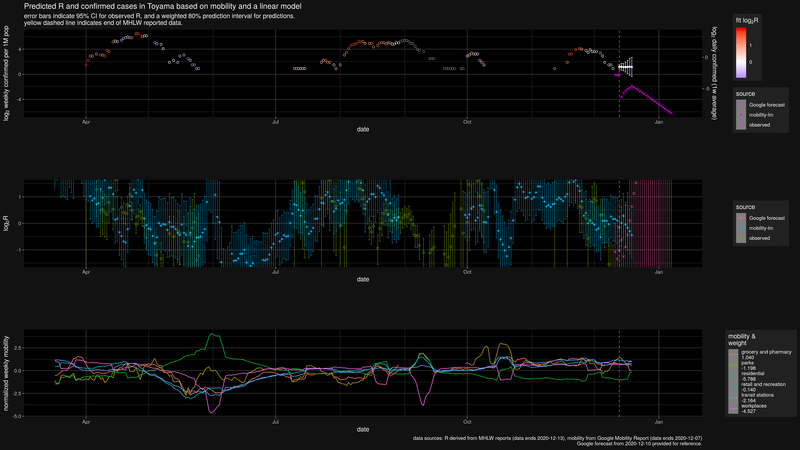 Predicted R and confirmed cases in Toyama based on mobility and a linear model
error bars indicate 95% CI for observed R, and a weighted 80% prediction interval for predictions.
yellow dashed line indicates end of MHLW reported data.
log₂ weekly confirmed per 1M pop
4
2
0
-4
Apr
Jul
Oct
Jan
date
0
-5
log₂ daily confirmed (1w average)
fit log₂R
source
Google forecast
mobility-lm
observed
log₂R
1
0
-1
Apr
Jul
Oct
Jan
date
source
Google forecast
mobility-lm
observed
normalized weekly mobility
2.5
0.0
-2.5
-5.0
Apr
Jul
Oct
Jan
date
mobility &
weight
grocery and pharmacy
1.040
parks
-1.198
residential
-5.788
retail and recreation
-0.140
transit stations
-2.164
workplaces
-4.527
data sources: R derived from MHLW reports (data ends 2020-12-13), mobility from Google Mobility Report (data ends 2020-12-07)
Google forecast from 2020-12-10 provided for reference.